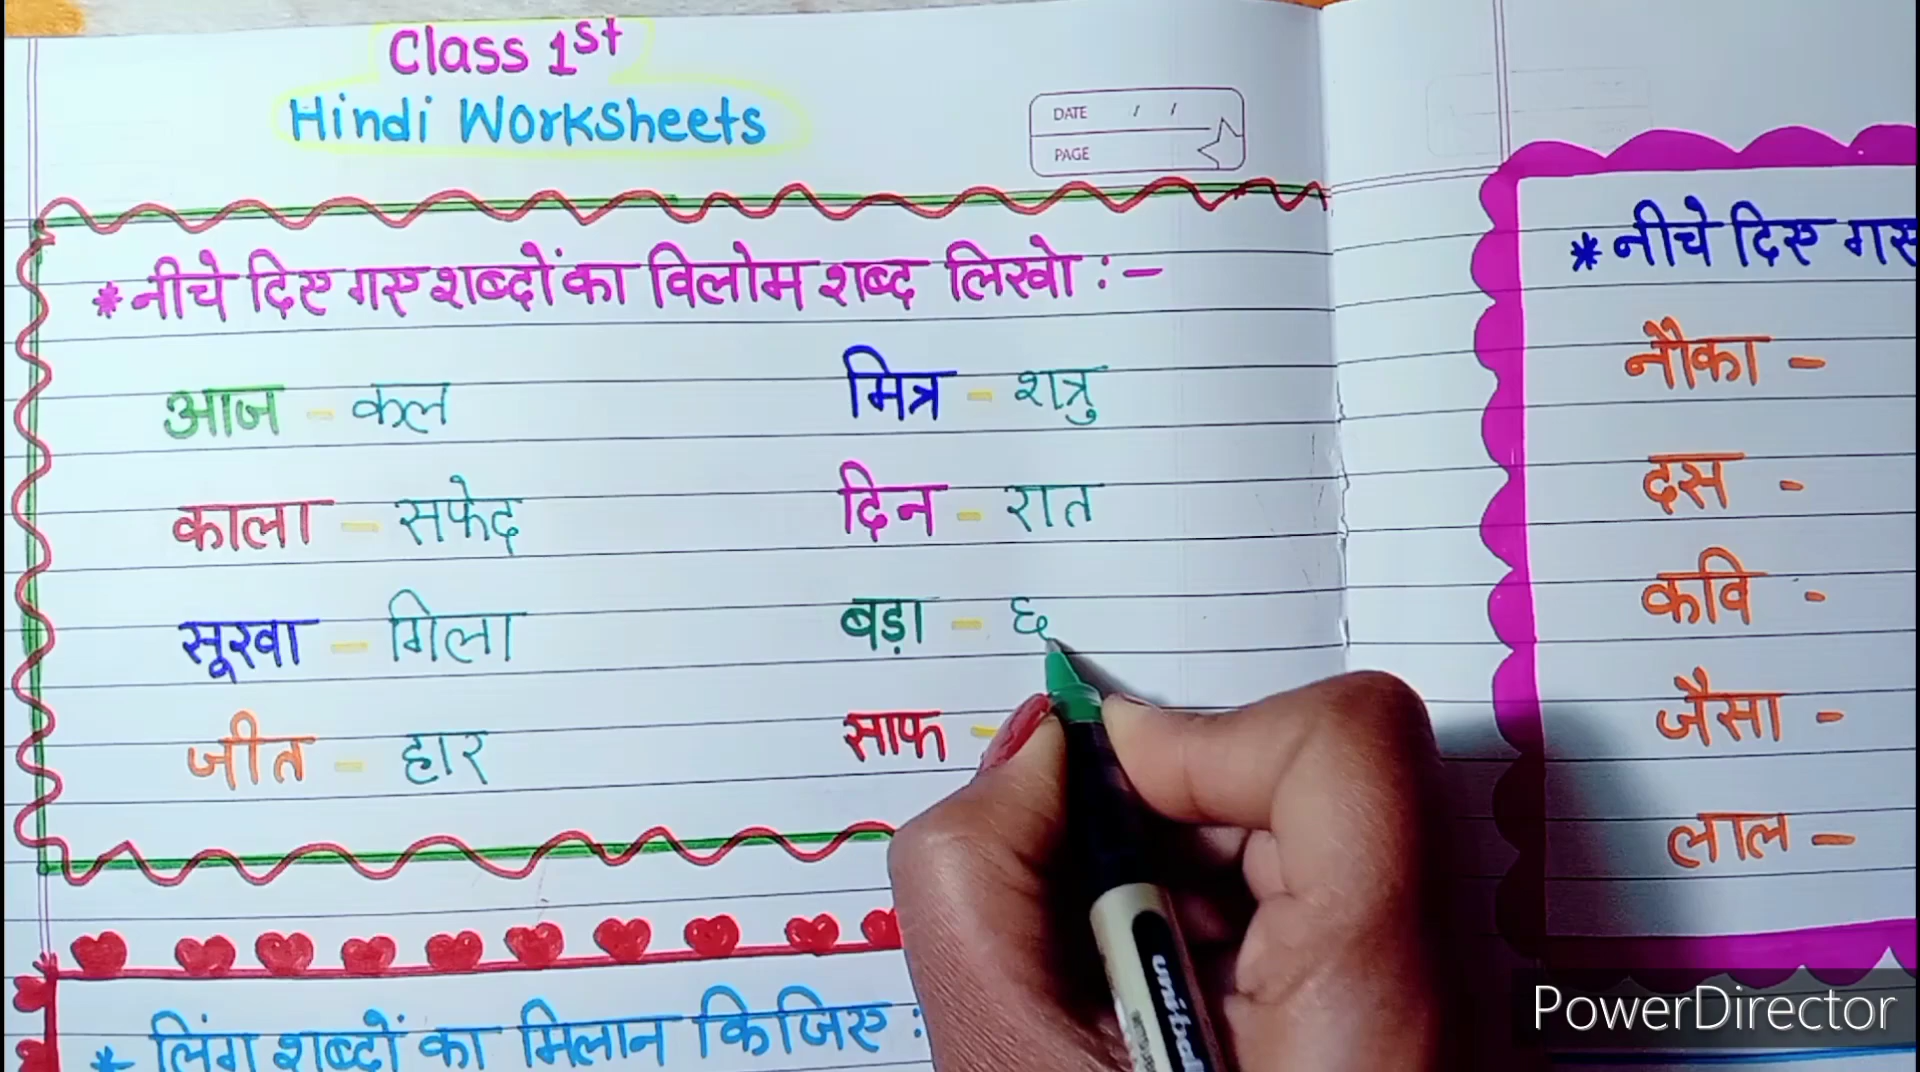 Class 1st
Hindi Worksheets
DATE / /
PAGE
* नीचे दिए गए शब्दों का विलोम शब्द लिखो :-
आज - कल
मित्र - शत्रु
काला - सफेद
दिन - रात
सूखा - गिला
बड़ा - छ
जीत - हार
साफ -
* लिंग शब्दों का मिलान किजिए :
* नीचे दिए गए
नौका -
दस -
कवि -
जैसा -
लाल -
uniball
PowerDirector